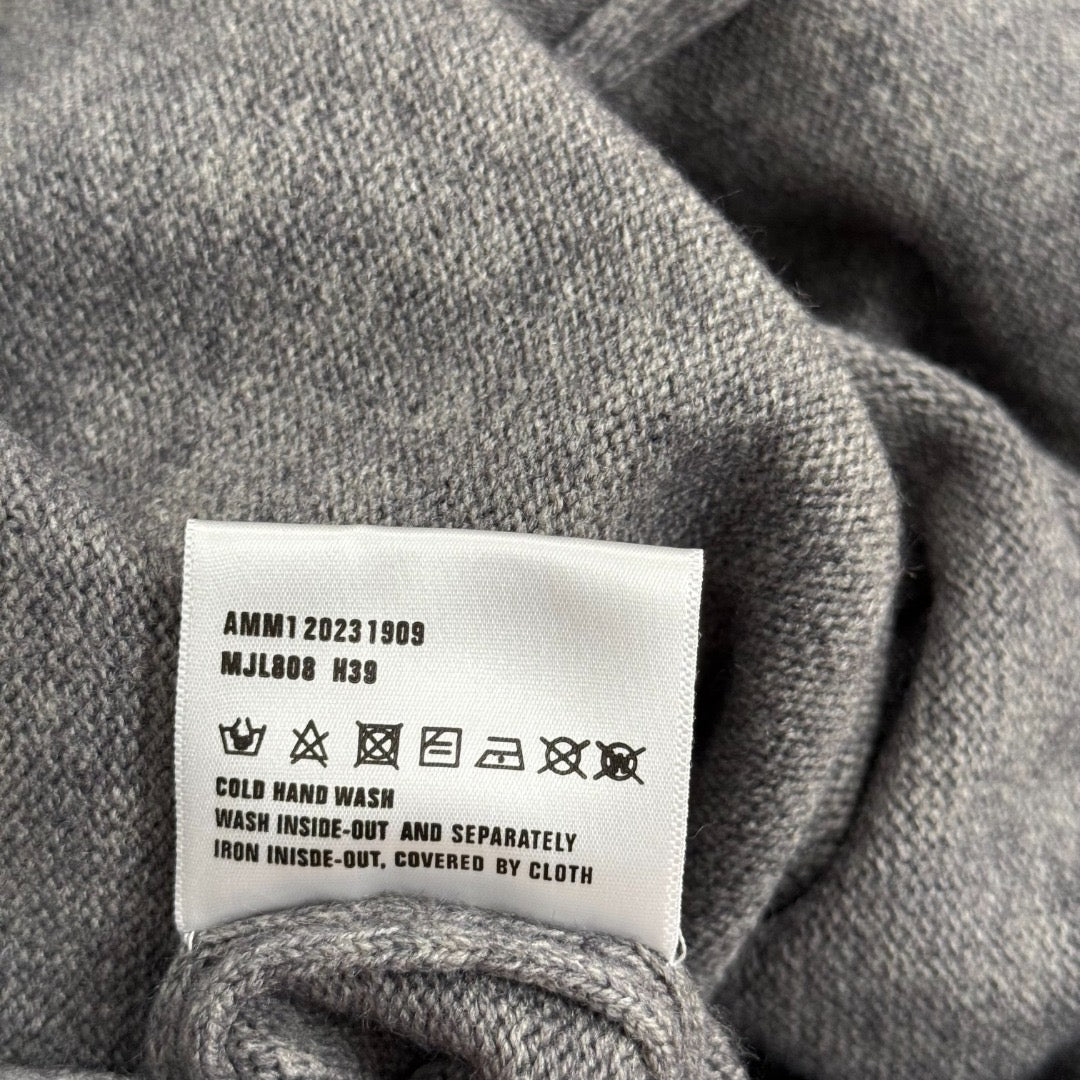 AMM120231909
MJL808 H39
W
COLD HAND WASH
WASH INSIDE-OUT AND SEPARATELY
IRON INISDE-OUT, COVERED BY CLOTH